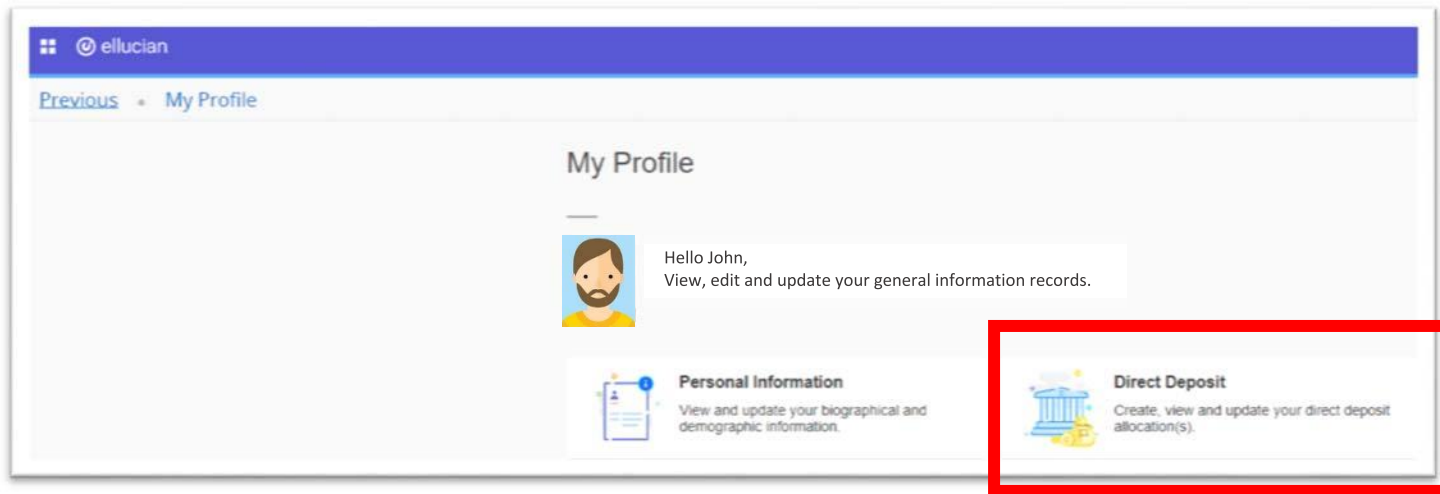 ellucian
Previous • My Profile
My Profile
Hello John,
View, edit and update your general information records.
Personal Information
View and update your biographical and
demographic information.
Direct Deposit
Create, view and update your direct deposit
allocation(s).